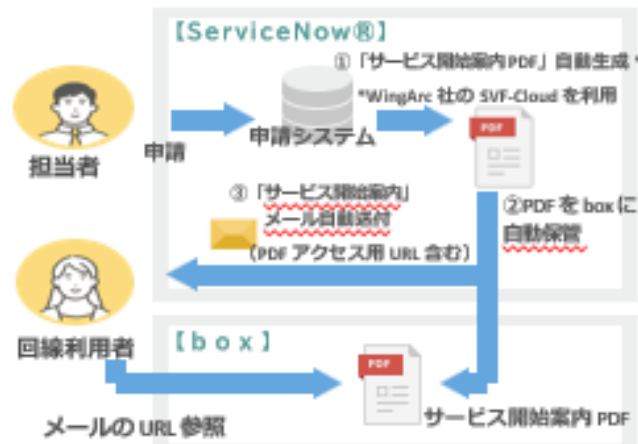 【ServiceNow®】
①「サービス開始案内PDF」自動生成 *
*WingArc 社の SVF-Cloud を利用
PDF
申請
申請システム
担当者
③「サービス開始案内」
メール自動送付
(PDF アクセス用 URL 含む)
②PDF を box に
自動保管
回線利用者
【box】
PDF
サービス開始案内 PDF
メールの URL 参照